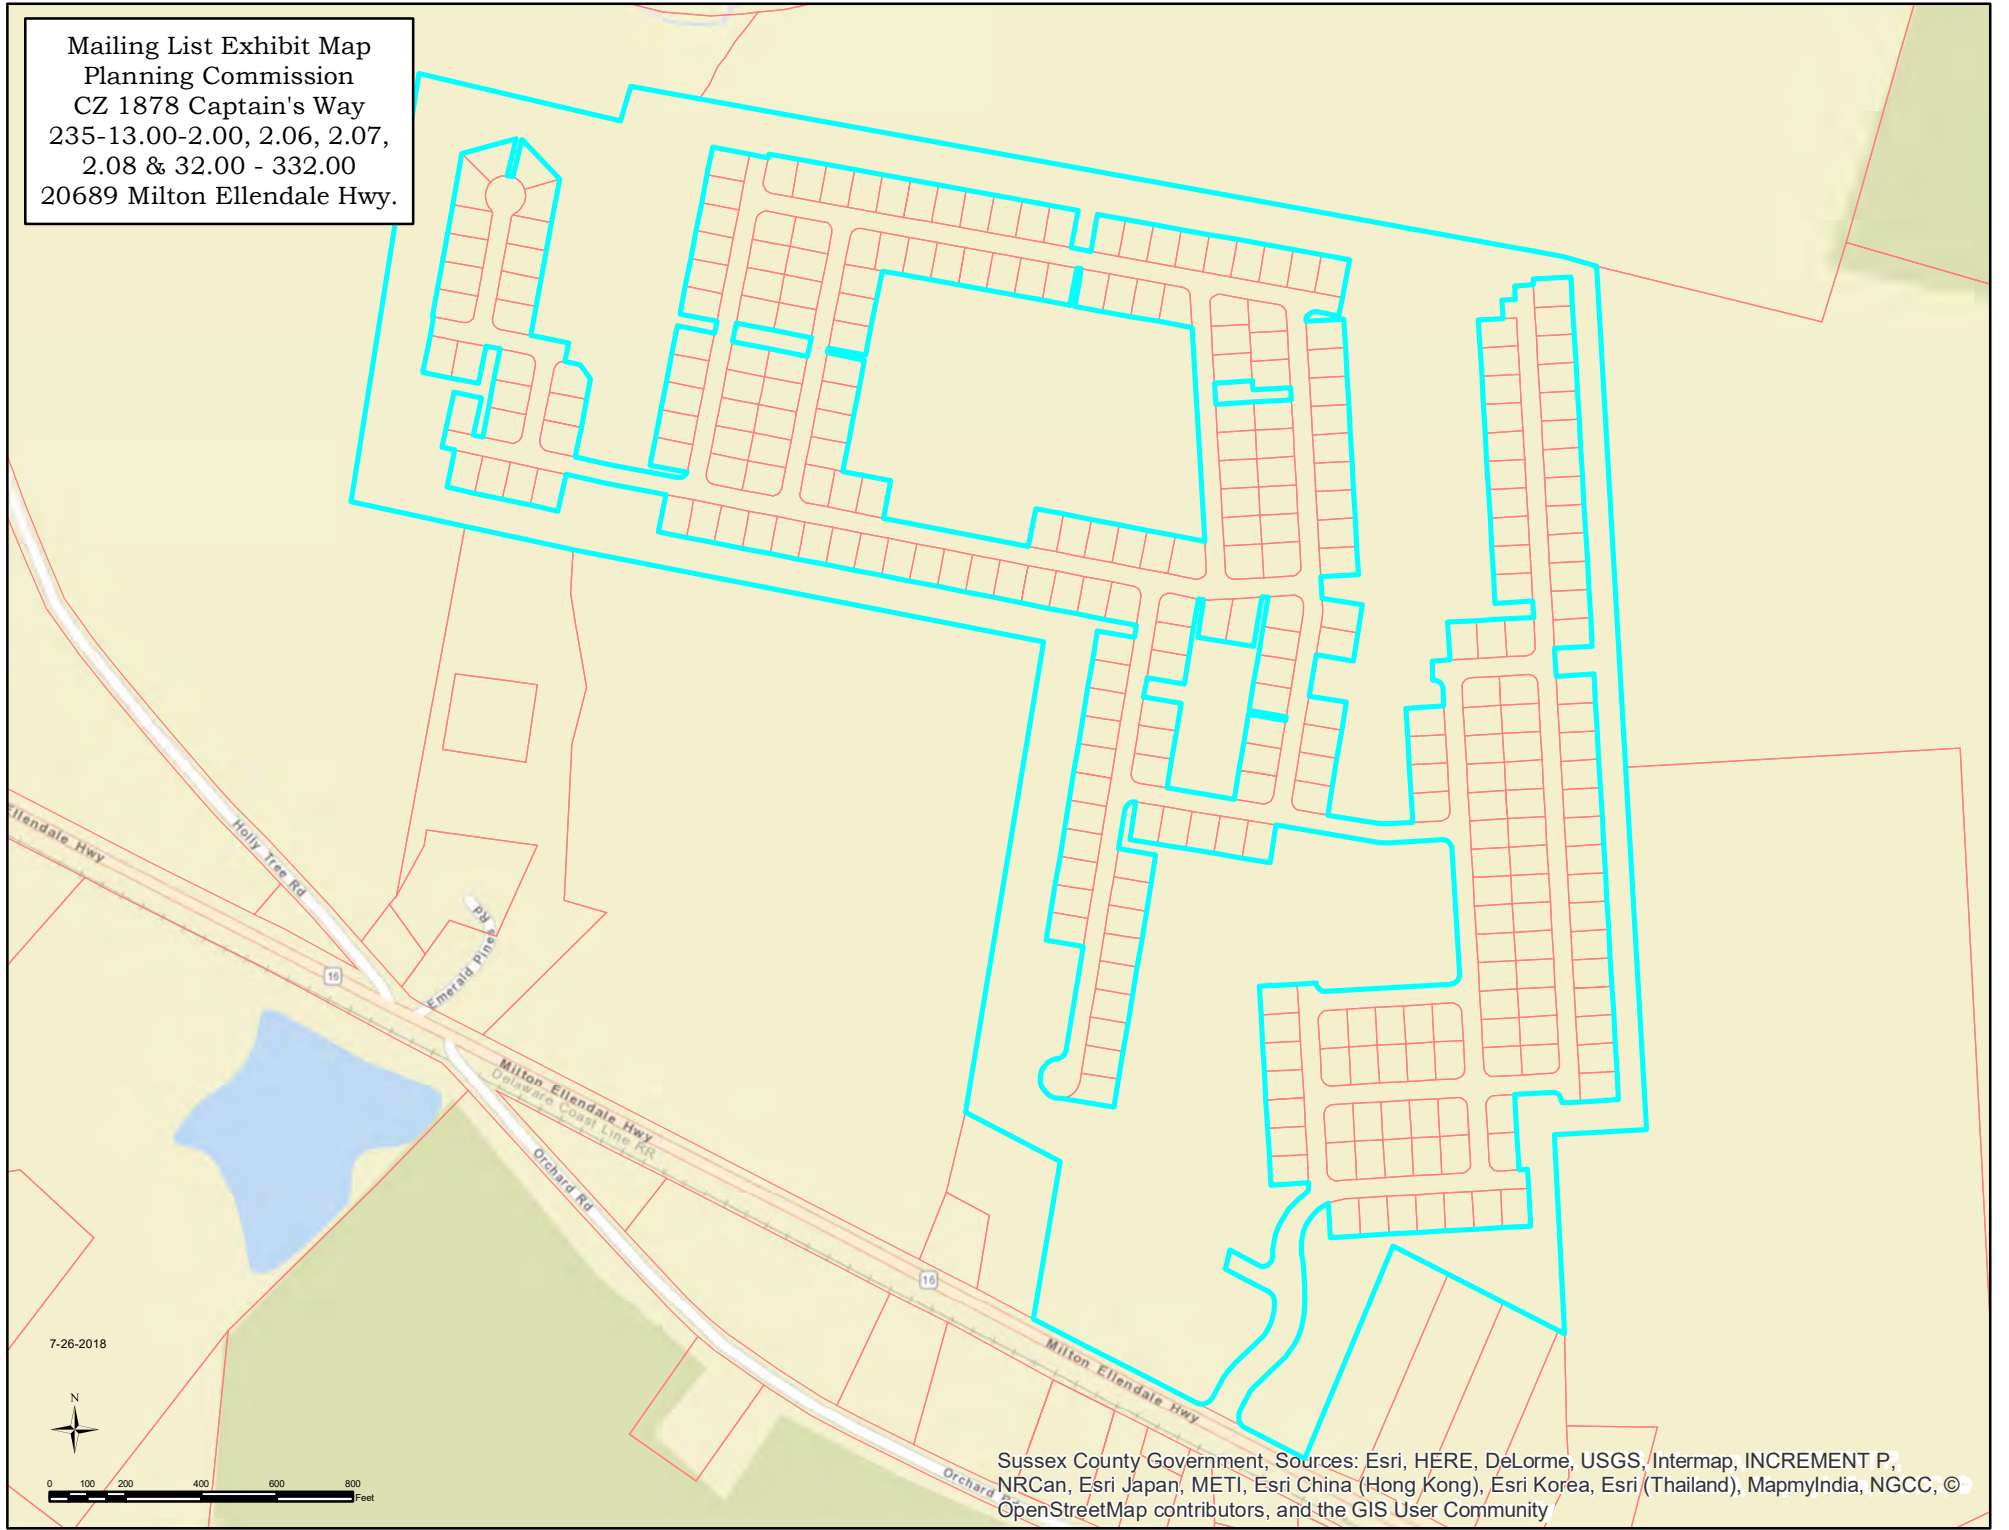 Mailing List Exhibit Map
Planning Commission
CZ 1878 Captain's Way
235-13.00-2.00, 2.06, 2.07,
2.08 & 32.00 - 332.00
20689 Milton Ellendale Hwy.
Ellendale Hwy
Holly Tree Rd
Emerald Pines Rd
16
Milton Ellendale Hwy
Delaware Coast Line RR
Orchard Rd
16
Milton Ellendale Hwy
Orchard Rd
7-26-2018
N
0 100 200 400 600 800
Feet
Sussex County Government, Sources: Esri, HERE, DeLorme, USGS, Intermap, INCREMENT P,
NRCan, Esri Japan, METI, Esri China (Hong Kong), Esri Korea, Esri (Thailand), MapmyIndia, NGCC, ©
OpenStreetMap contributors, and the GIS User Community